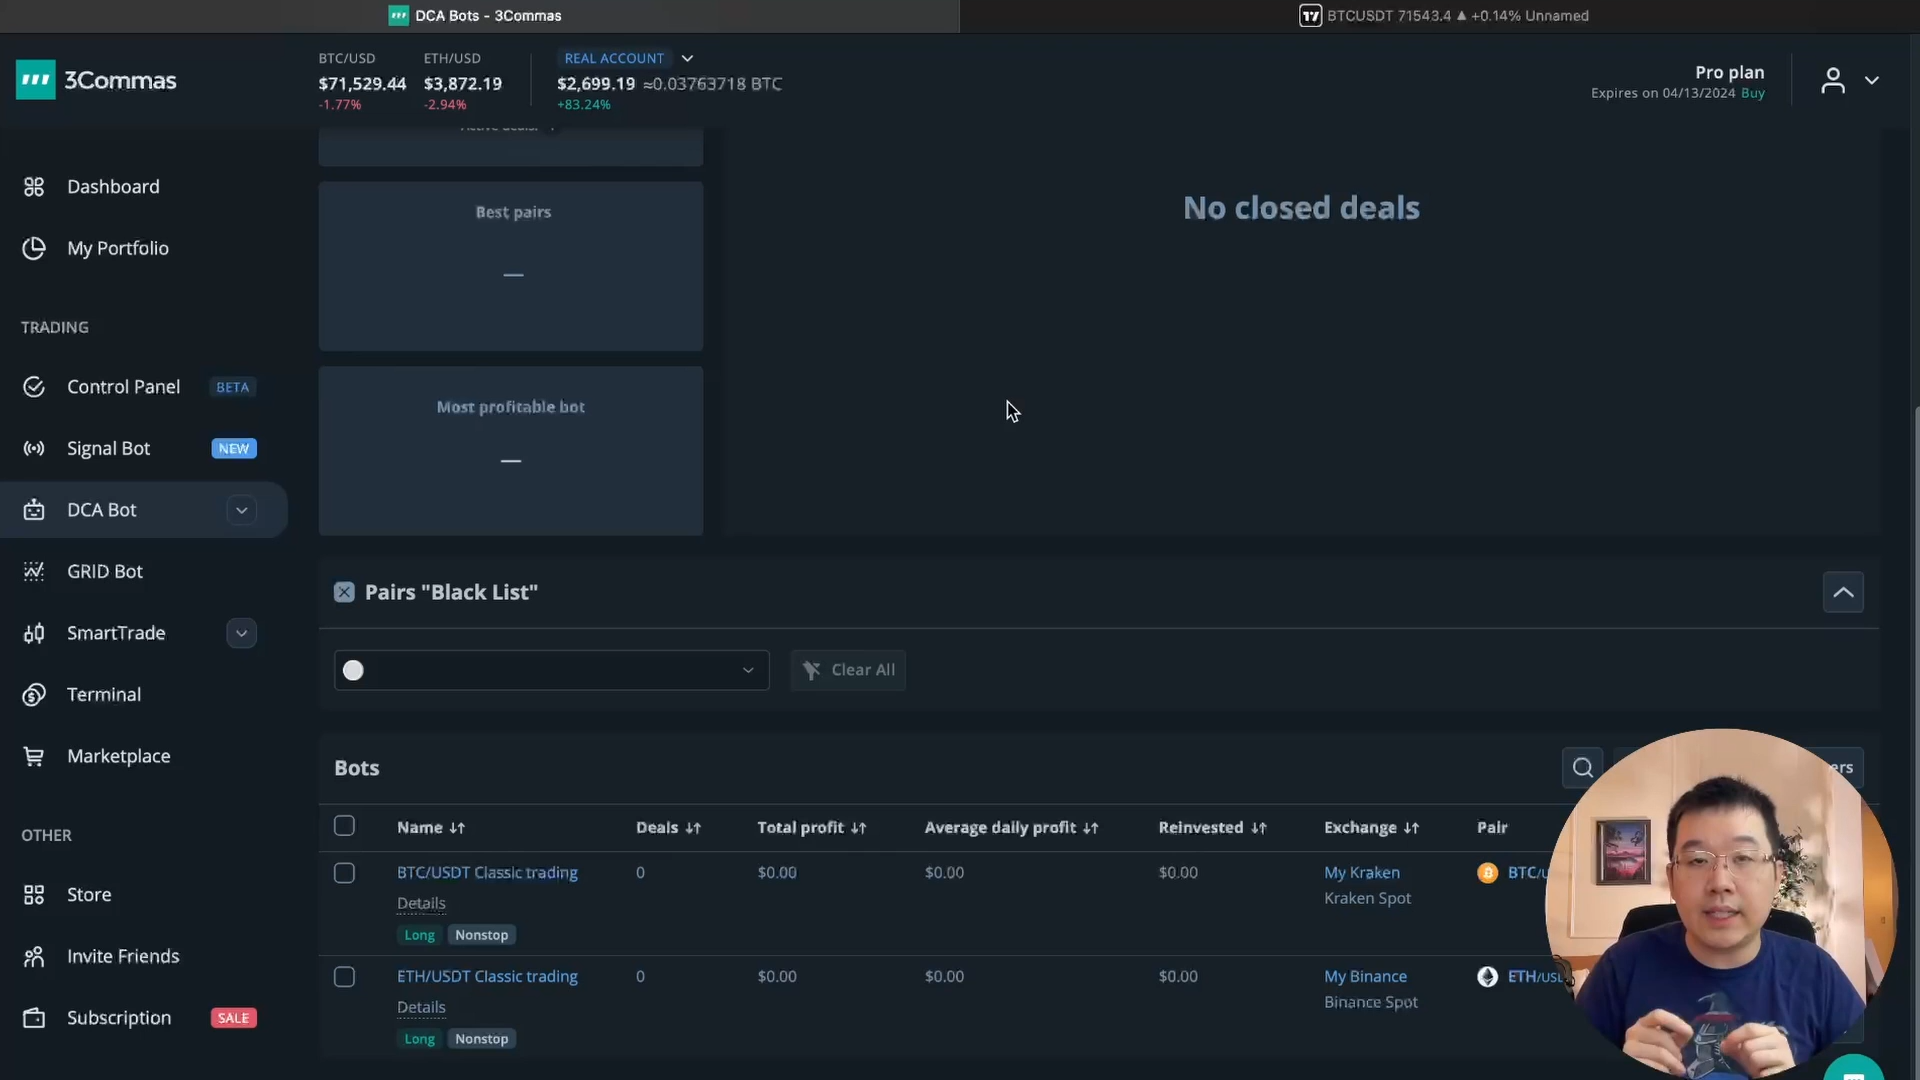 DCA Bots - 3Commas
BTCUSDT 71543.4 ▲ +0.14% Unnamed
3Commas
BTC/USD
$71,529.44
-1.77%
ETH/USD
$3,872.19
-2.94%
REAL ACCOUNT
$2,699.19 ≈0.03763718 BTC
+83.24%
Pro plan
Expires on 04/13/2024 Buy
Dashboard
My Portfolio
TRADING
Control Panel BETA
Signal Bot NEW
DCA Bot
GRID Bot
SmartTrade
Terminal
Marketplace
OTHER
Store
Invite Friends
Subscription SALE
Best pairs
—
Most profitable bot
—
No closed deals
Pairs "Black List"
Clear All
Bots
Name Deals Total profit Average daily profit Reinvested Exchange Pair
BTC/USDT Classic trading 0 $0.00 $0.00 $0.00 My Kraken
Details Kraken Spot
Long Nonstop
ETH/USDT Classic trading 0 $0.00 $0.00 $0.00 My Binance
Details Binance Spot
Long Nonstop